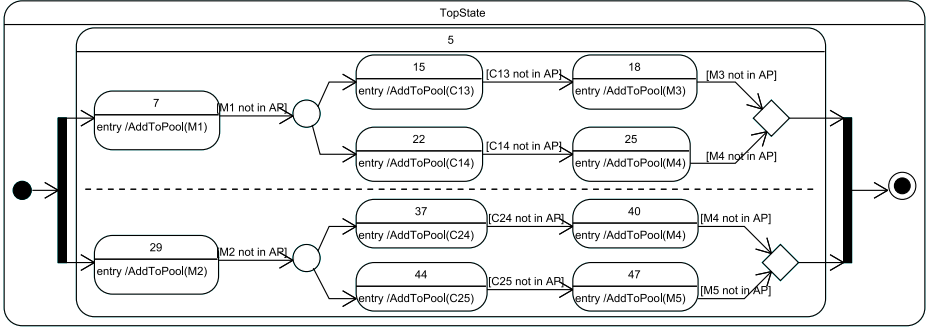 TopState
5
7
entry /AddToPool(M1)
[M1 not in AP]
15
entry /AddToPool(C13)
[C13 not in AP]
18
entry /AddToPool(M3)
[M3 not in AP]
22
entry /AddToPool(C14)
[C14 not in AP]
25
entry /AddToPool(M4)
[M4 not in AP]
29
entry /AddToPool(M2)
[M2 not in AP]
37
entry /AddToPool(C24)
[C24 not in AP]
40
entry /AddToPool(M4)
[M4 not in AP]
44
entry /AddToPool(C25)
[C25 not in AP]
47
entry /AddToPool(M5)
[M5 not in AP]